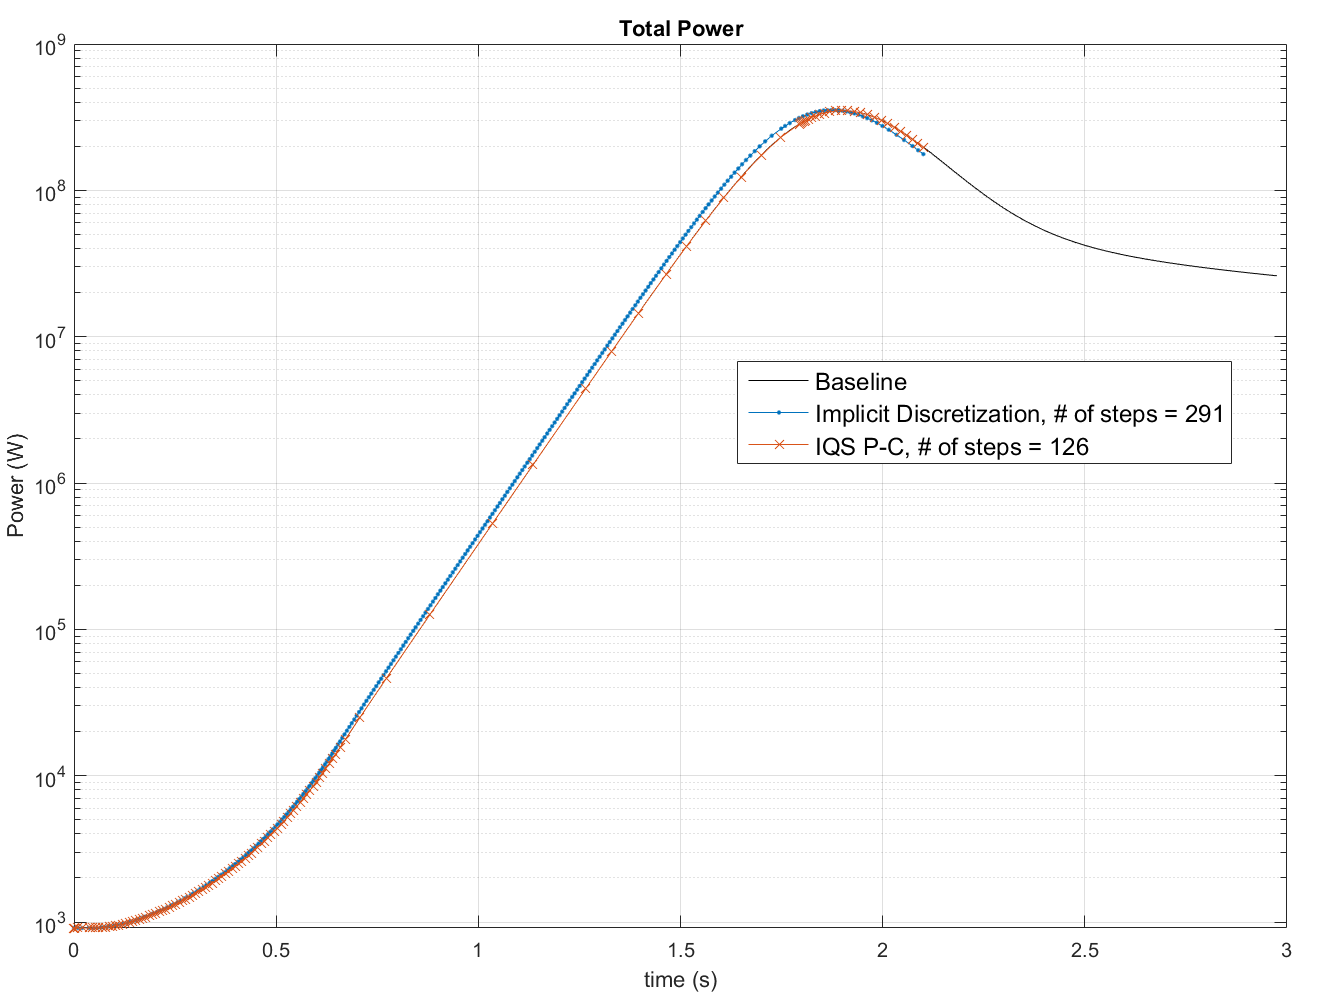 Total Power
10^9
10^8
10^7
10^6
10^5
10^4
10^3
Power (W)
Baseline
Implicit Discretization, # of steps = 291
IQS P-C, # of steps = 126
0 0.5 1 1.5 2 2.5 3
time (s)